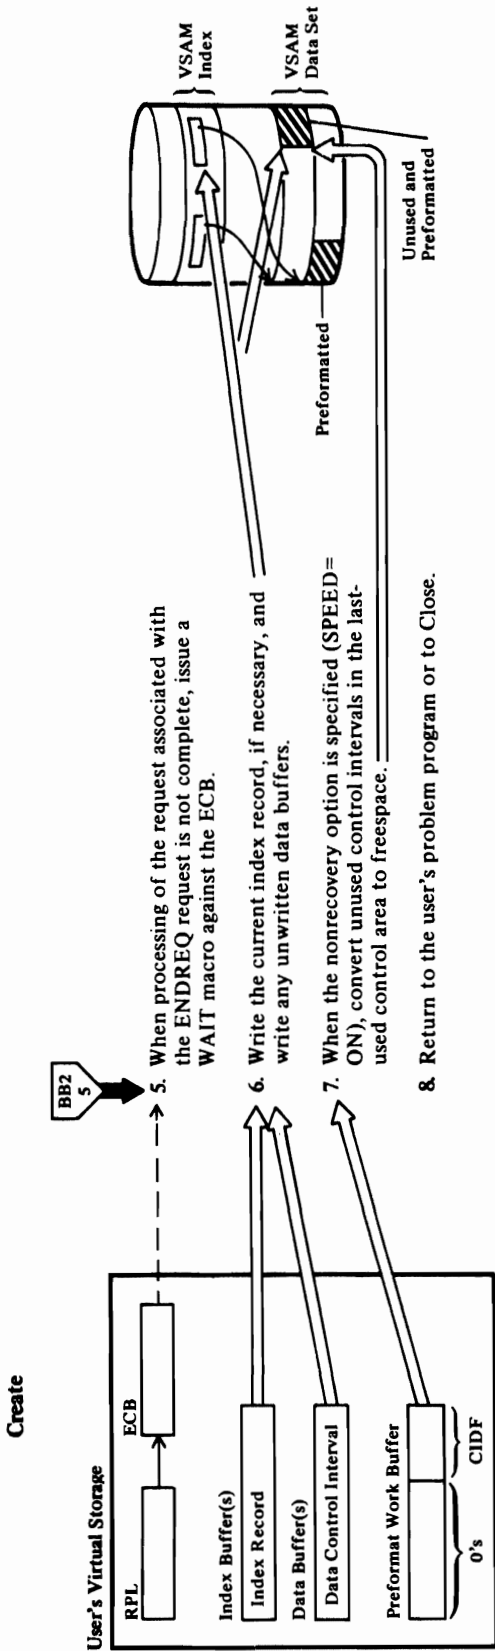 Create
User's Virtual Storage
RPL
ECB
Index Buffer(s)
Index Record
Data Buffer(s)
Data Control Interval
Preformat Work Buffer
0's
CIDF
BB2
5
5. When processing of the request associated with
the ENDREQ request is not complete, issue a
WAIT macro against the ECB.
6. Write the current index record, if necessary, and
write any unwritten data buffers.
7. When the nonrecovery option is specified (SPEED=
ON), convert unused control intervals in the last-
used control area to freespace.
8. Return to the user's problem program or to Close.
VSAM
Index
VSAM
Data Set
Preformatted
Unused and
Preformatted